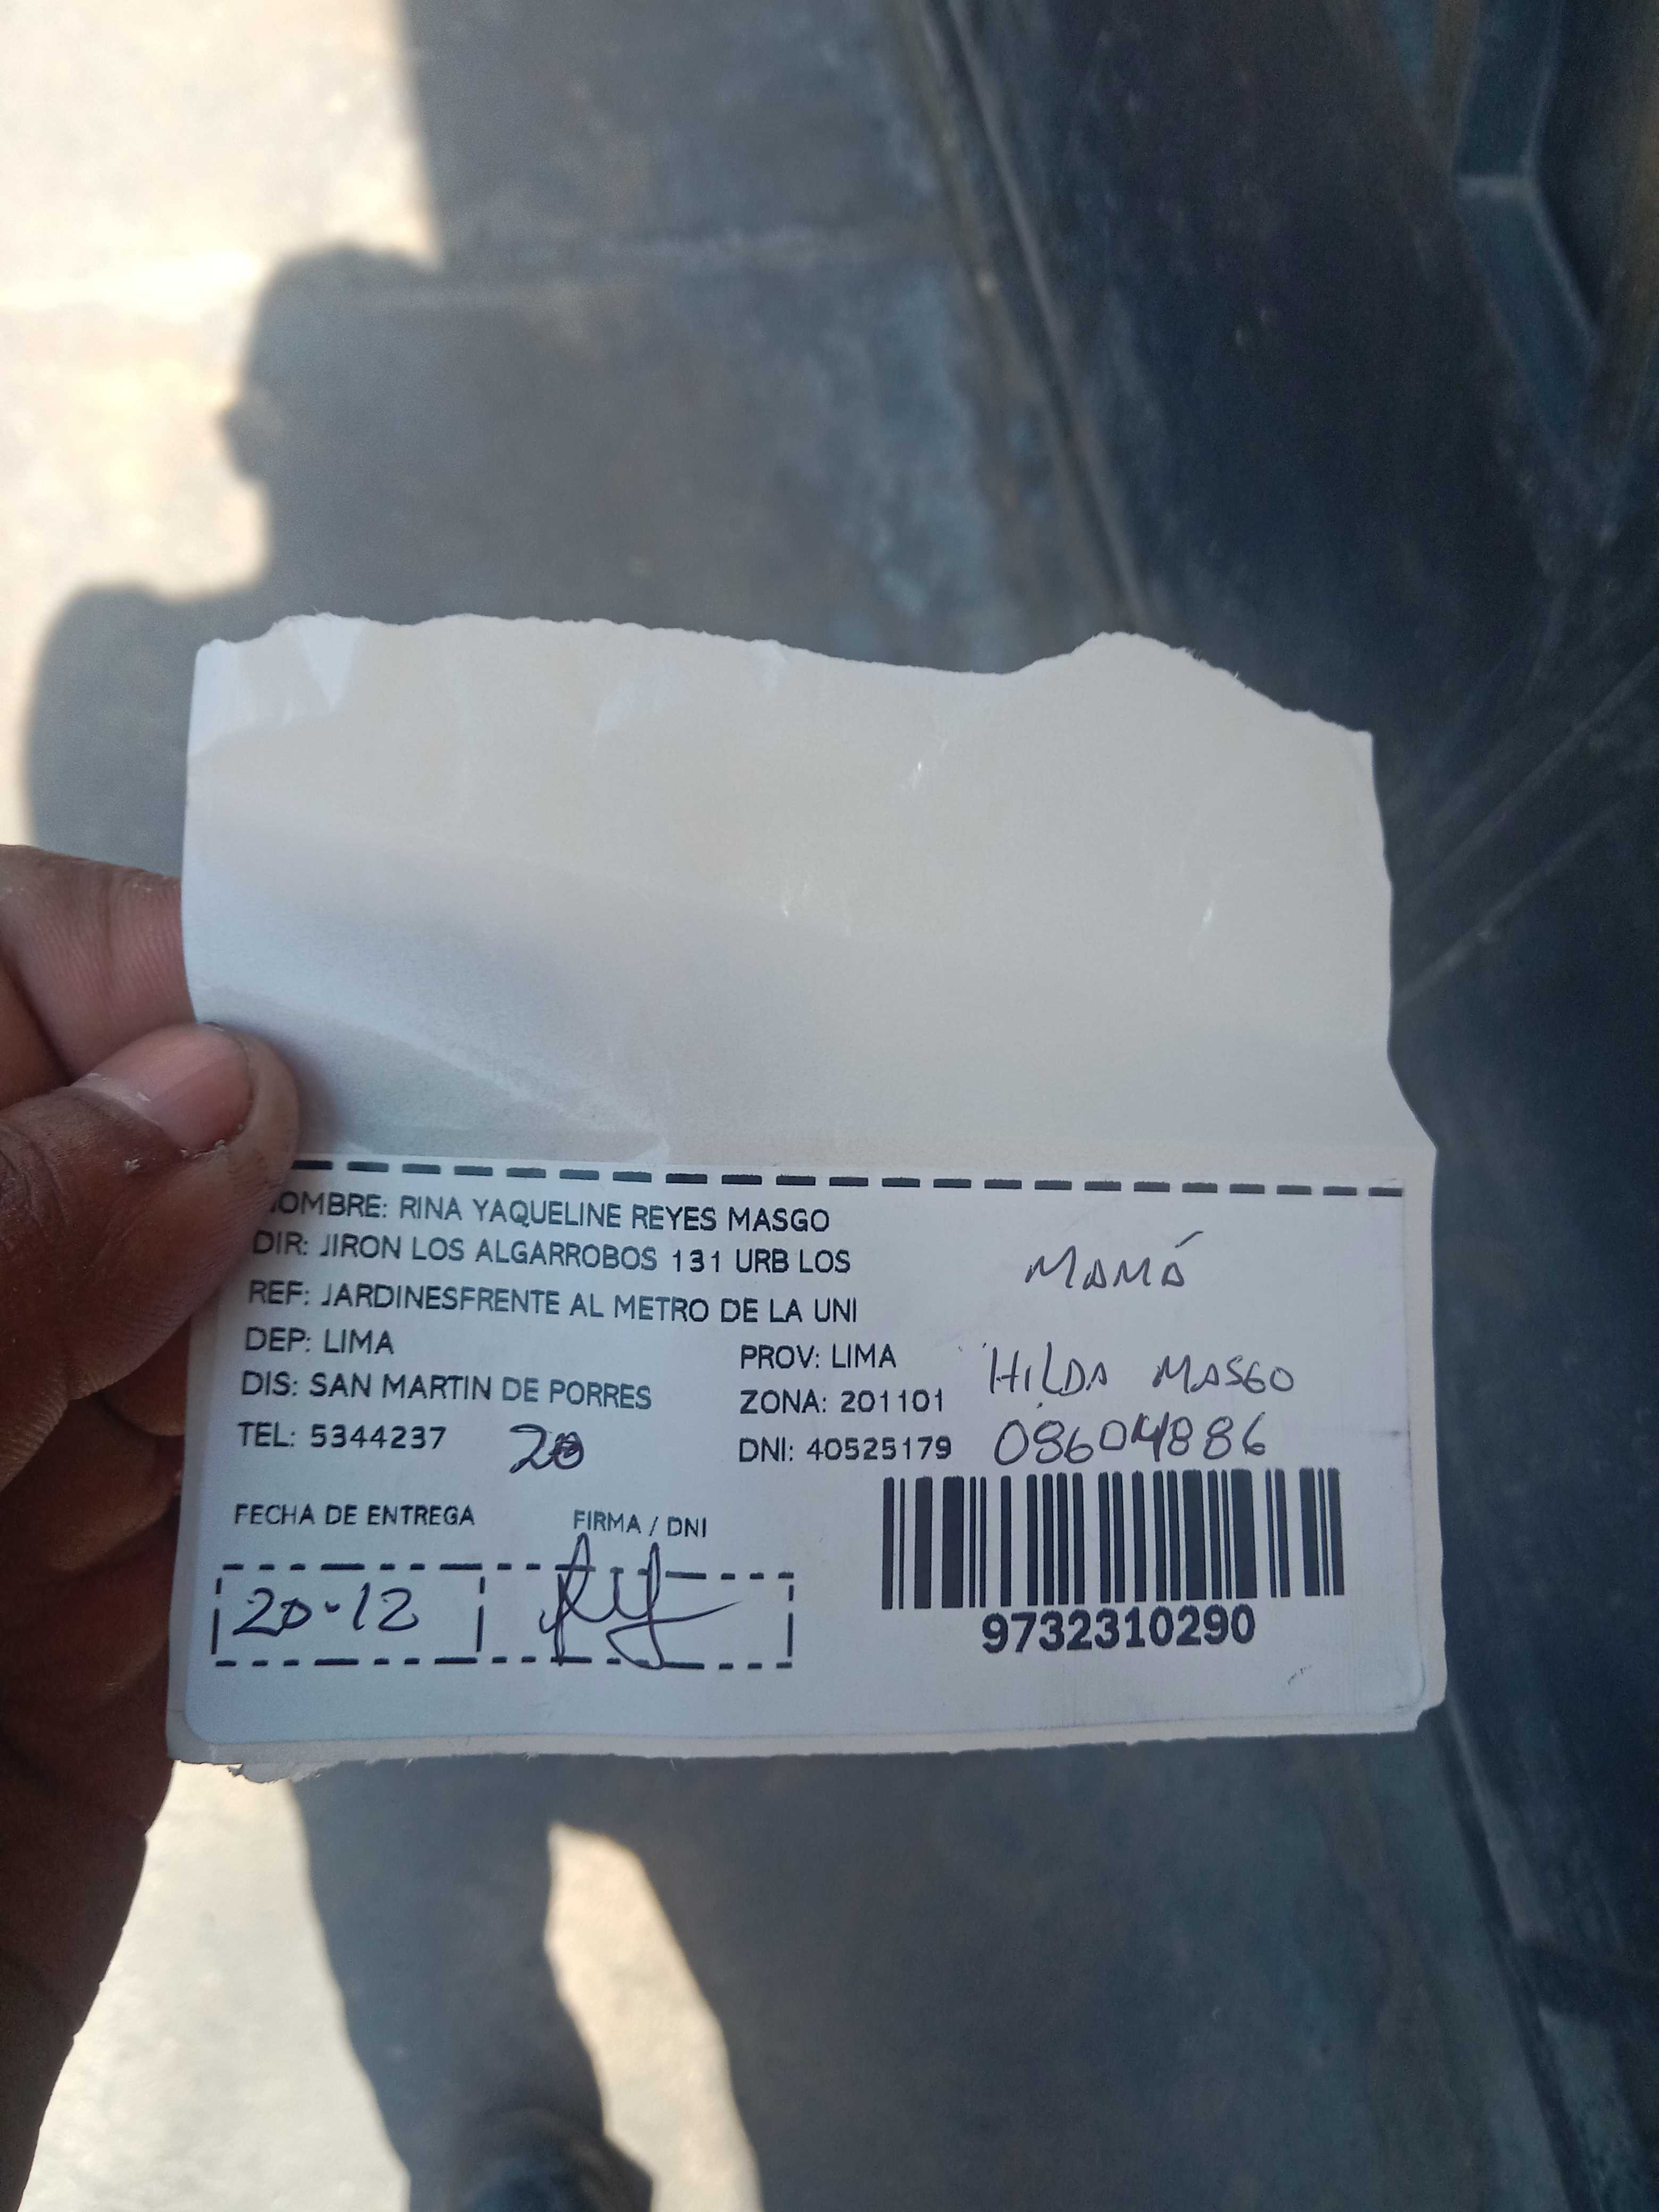 NOMBRE: RINA YAQUELINE REYES MASGO
DIR: JIRON LOS ALGARROBOS 131 URB LOS
REF: JARDINESFRENTE AL METRO DE LA UNI
DEP: LIMA PROV: LIMA
DIS: SAN MARTIN DE PORRES ZONA: 201101
TEL: 5344237 20 DNI: 40525179
MAMÁ
HILDA MASGO
08604886
FECHA DE ENTREGA FIRMA / DNI
20-12
9732310290